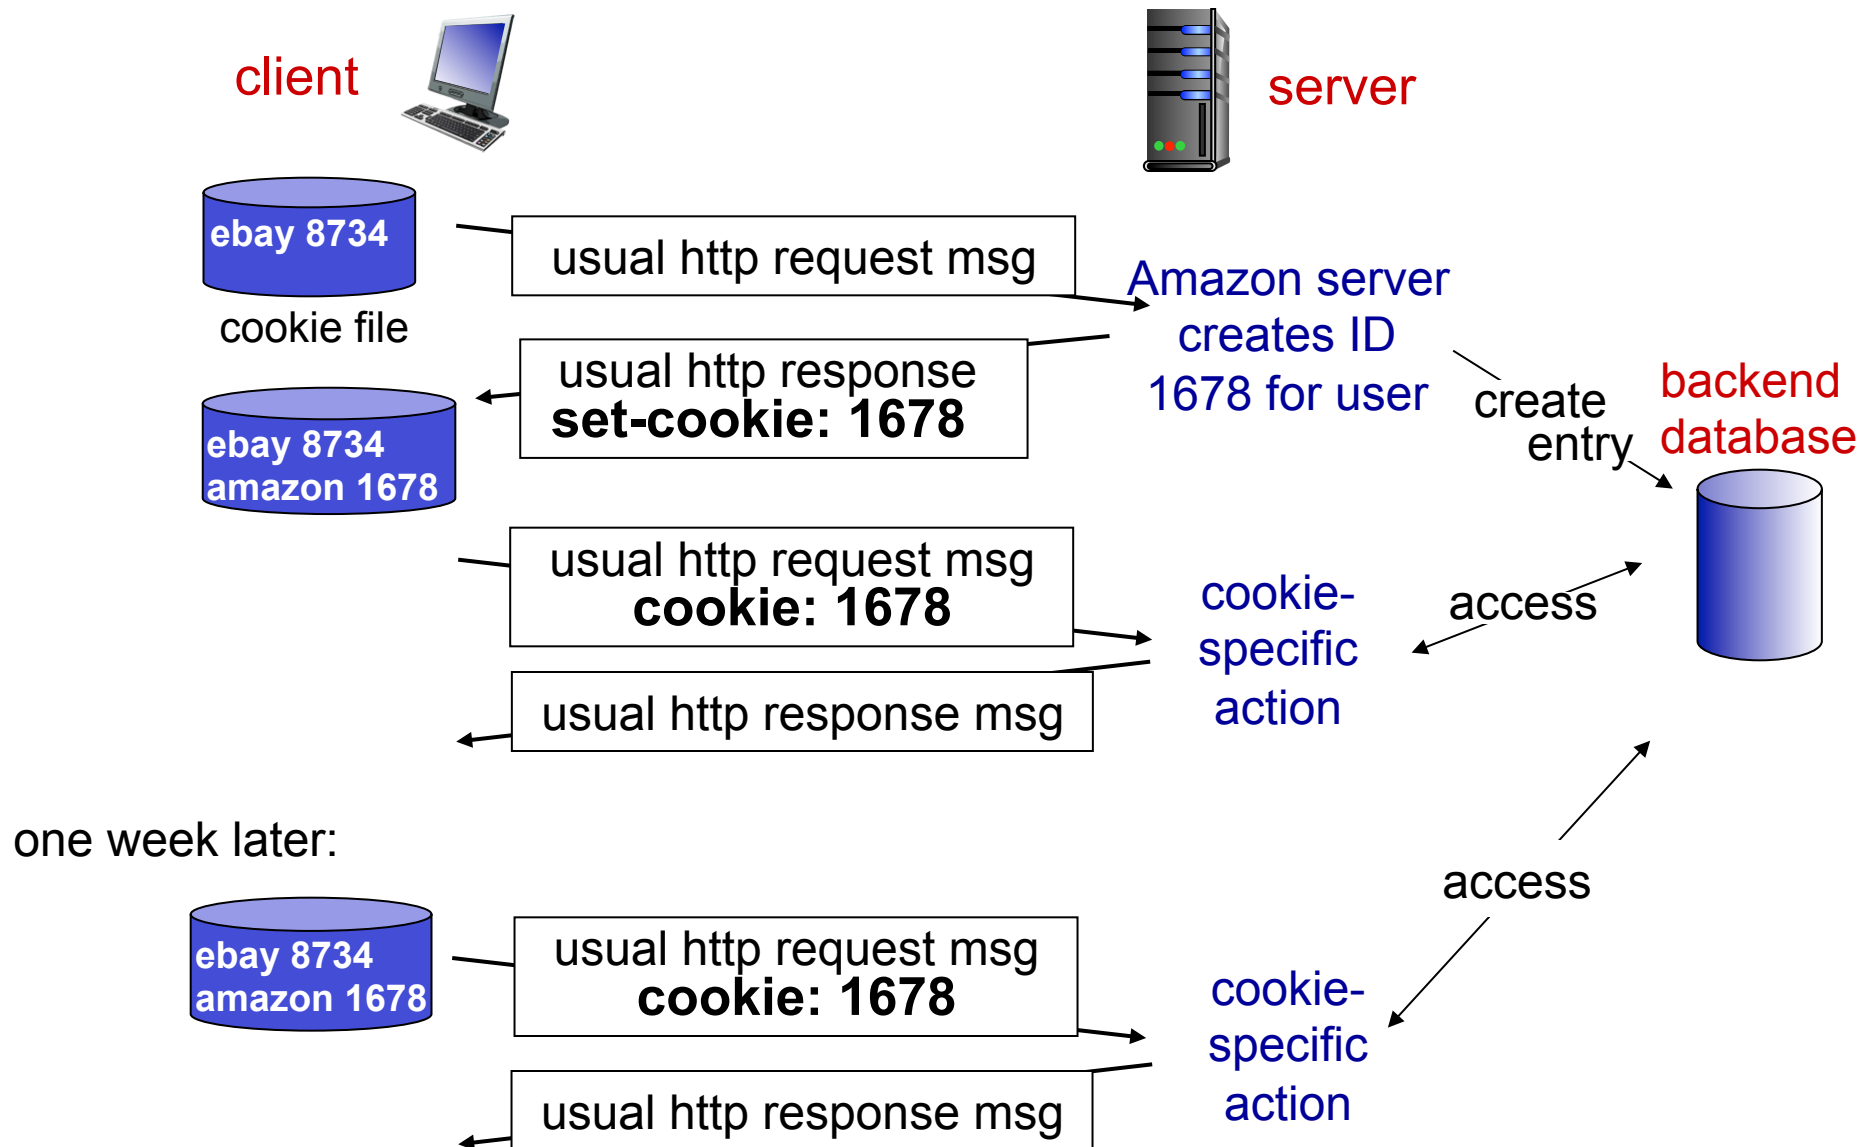 client
server
ebay 8734
usual http request msg
cookie file
Amazon server
creates ID
1678 for user
usual http response
set-cookie: 1678
create
entry
backend
database
ebay 8734
amazon 1678
usual http request msg
cookie: 1678
cookie-
specific
action
access
usual http response msg
one week later:
access
ebay 8734
amazon 1678
usual http request msg
cookie: 1678
cookie-
specific
action
usual http response msg